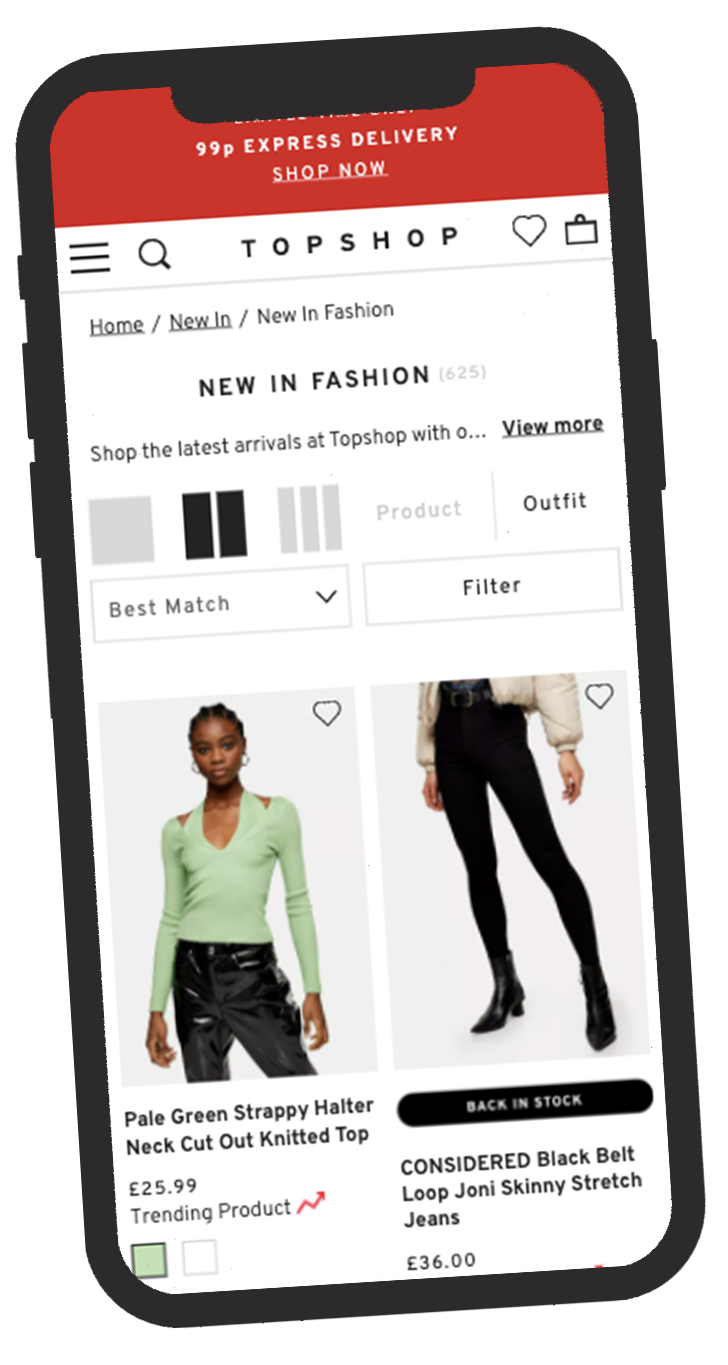 99p EXPRESS DELIVERY
SHOP NOW
TOPSHOP
Home / New In / New In Fashion
NEW IN FASHION (625)
Shop the latest arrivals at Topshop with o... View more
Product Outfit
Best Match Filter
Pale Green Strappy Halter
Neck Cut Out Knitted Top
£25.99
Trending Product
BACK IN STOCK
CONSIDERED Black Belt
Loop Joni Skinny Stretch
Jeans
£36.00